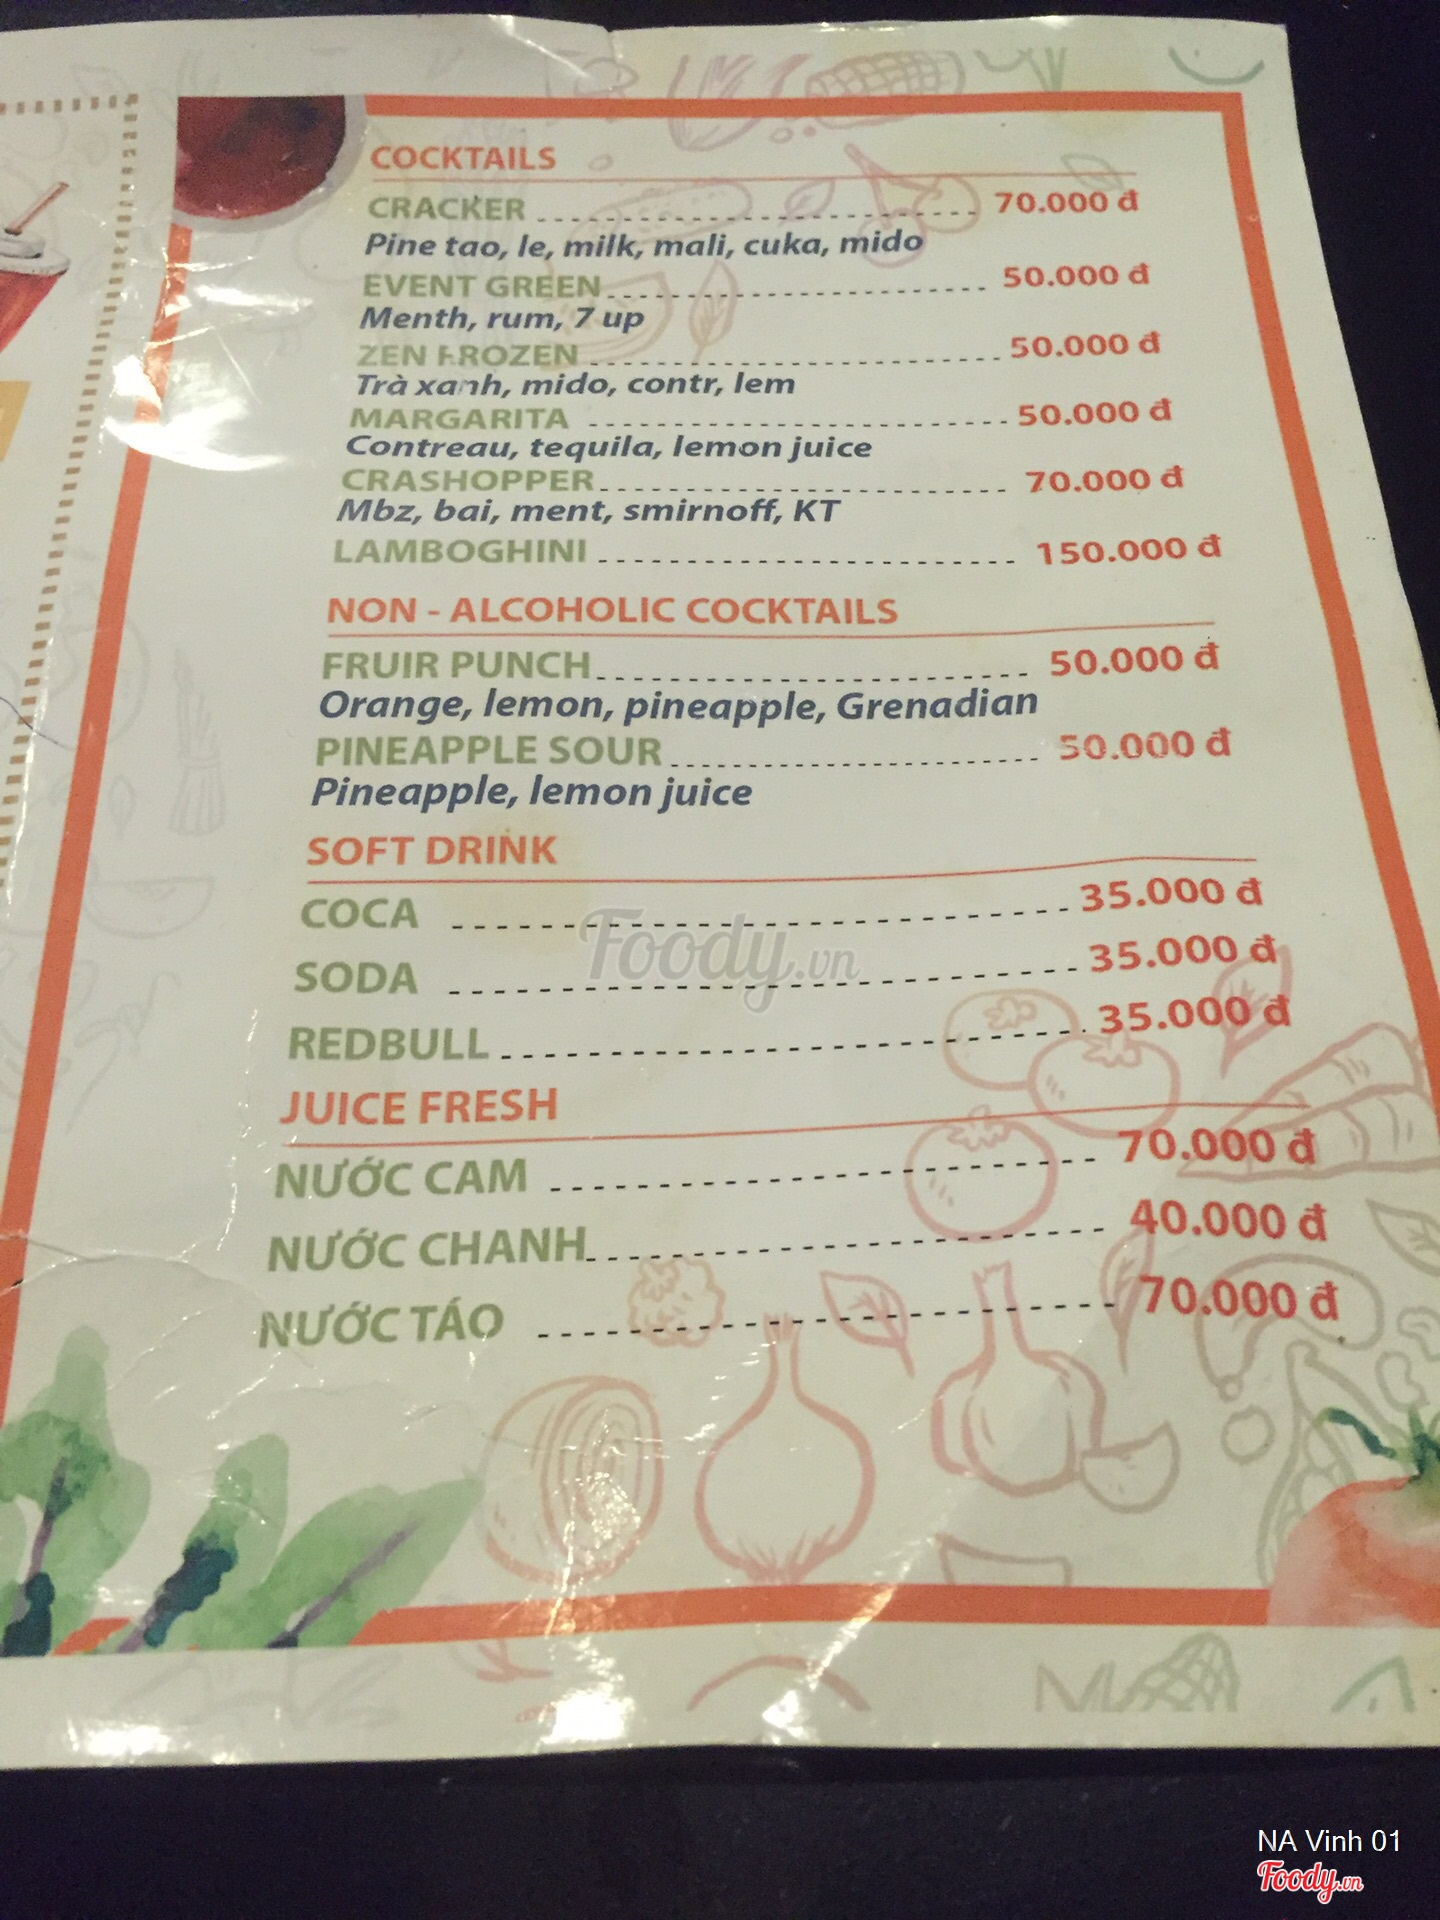 COCKTAILS
CRACKER 70.000 đ
Pine tao, le, milk, mali, cuka, mido
EVENT GREEN 50.000 đ
Menth, rum, 7 up
ZEN FROZEN 50.000 đ
Trà xanh, mido, contr, lem
MARGARITA 50.000 đ
Contreau, tequila, lemon juice
CRASHOPPER 70.000 đ
Mbz, bai, ment, smirnoff, KT
LAMBOGHINI 150.000 đ
NON - ALCOHOLIC COCKTAILS
FRUIR PUNCH 50.000 đ
Orange, lemon, pineapple, Grenadian
PINEAPPLE SOUR 50.000 đ
Pineapple, lemon juice
SOFT DRINK
COCA 35.000 đ
Foody.vn
SODA 35.000 đ
REDBULL 35.000 đ
JUICE FRESH
NƯỚC CAM 70.000 đ
NƯỚC CHANH 40.000 đ
NƯỚC TÁO 70.000 đ
NA Vinh 01
Foody.vn